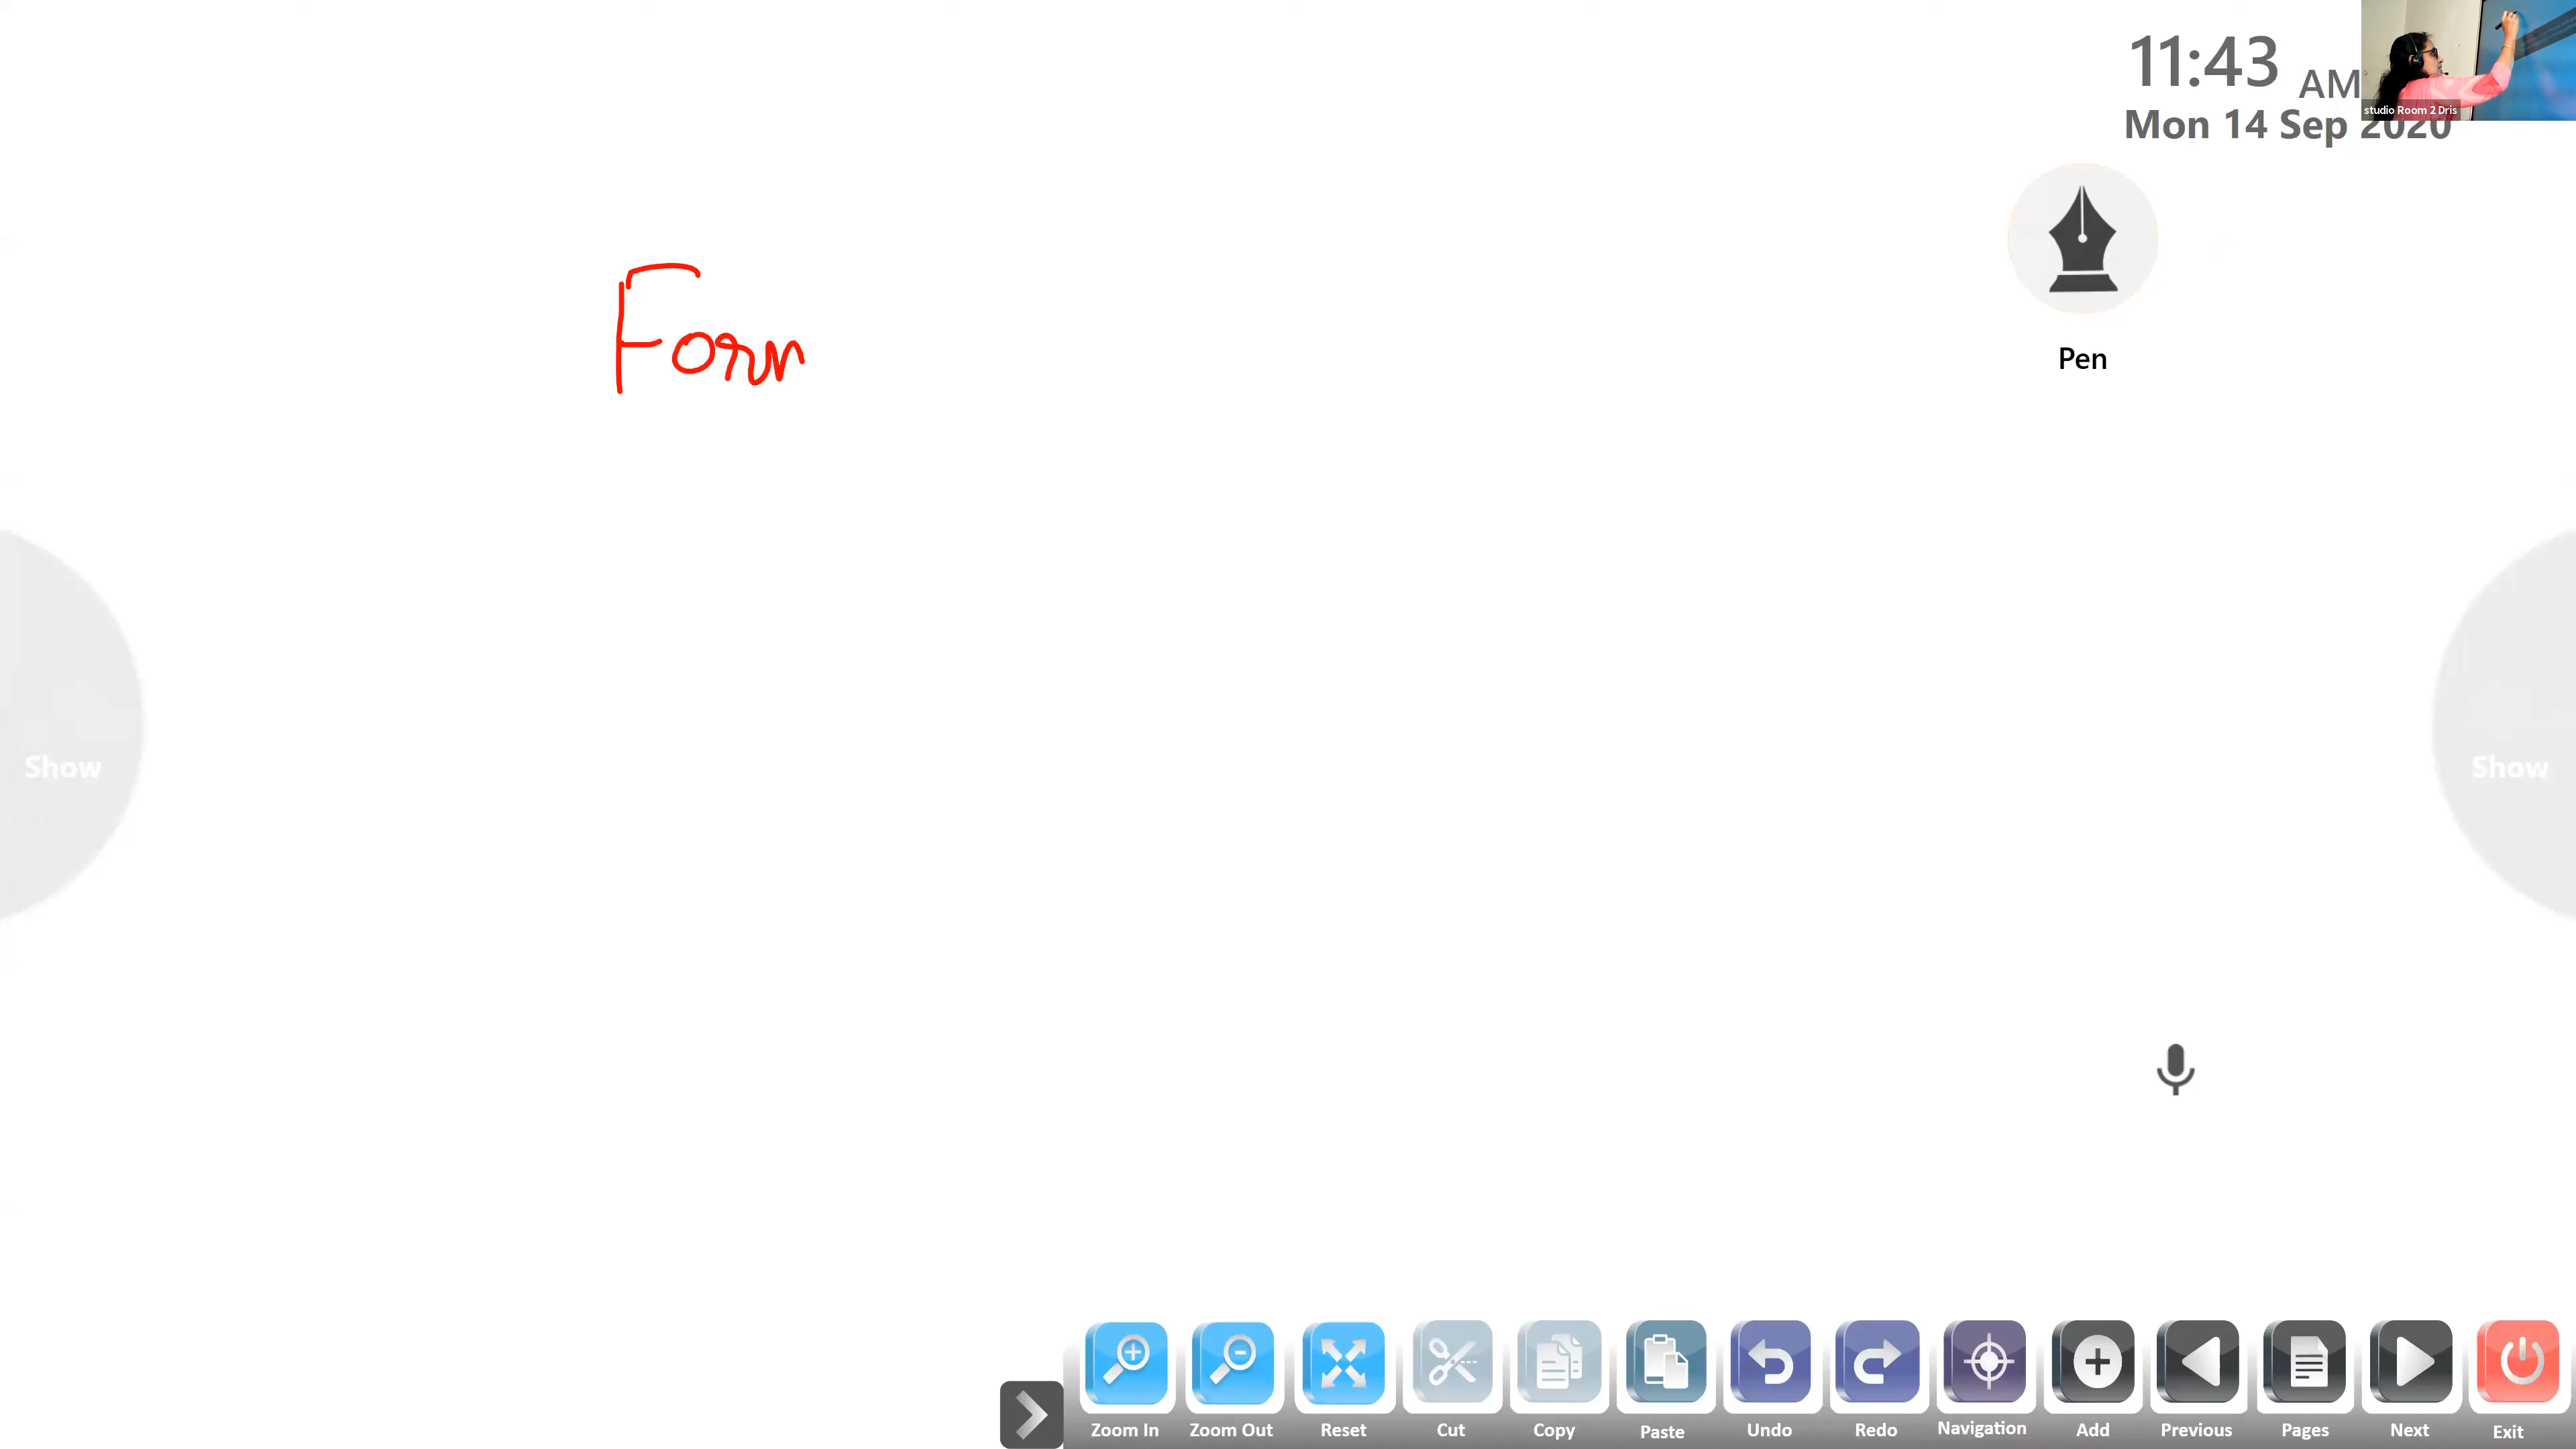 11:43 AM
studio Room 2 Dris
Mon 14 Sep 2020
Form
Pen
Show
Show
Zoom In Zoom Out Reset Cut Copy Paste Undo Redo Navigation Add Previous Pages Next Exit